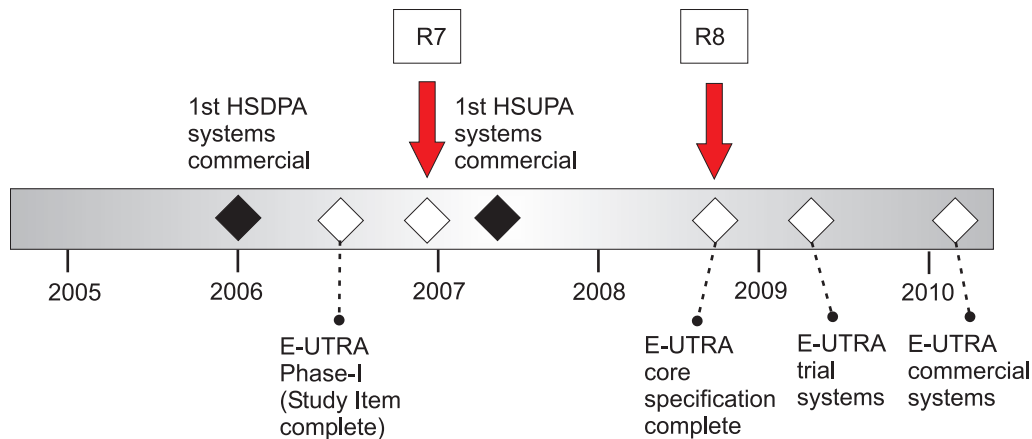 R7
R8
1st HSDPA
systems
commercial
1st HSUPA
systems
commercial
2005
2006
2007
2008
2009
2010
E-UTRA
Phase-I
(Study Item
complete)
E-UTRA
core
specification
complete
E-UTRA
trial
systems
E-UTRA
commercial
systems